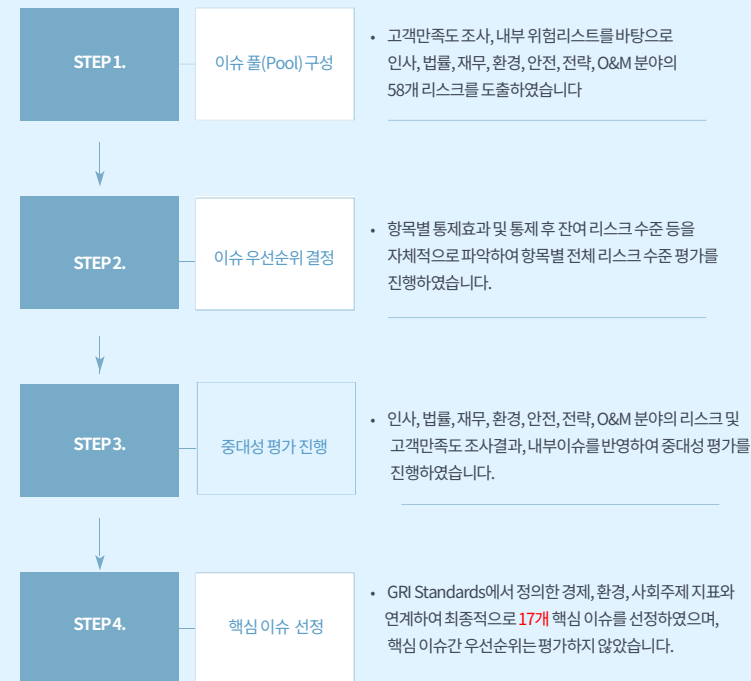 STEP 1.
이슈 풀(Pool) 구성
• 고객만족도 조사, 내부 위험리스트를 바탕으로
인사, 법률, 재무, 환경, 안전, 전략, O&M 분야의
58개 리스크를 도출하였습니다
STEP 2.
이슈 우선순위 결정
• 항목별 통제효과 및 통제 후 잔여 리스크 수준 등을
자체적으로 파악하여 항목별 전체 리스크 수준 평가를
진행하였습니다.
STEP 3.
중대성 평가 진행
• 인사, 법률, 재무, 환경, 안전, 전략, O&M 분야의 리스크 및
고객만족도 조사결과, 내부이슈를 반영하여 중대성 평가를
진행하였습니다.
STEP 4.
핵심 이슈 선정
• GRI Standards에서 정의한 경제, 환경, 사회주제 지표와
연계하여 최종적으로 17개 핵심 이슈를 선정하였으며,
핵심 이슈간 우선순위는 평가하지 않았습니다.